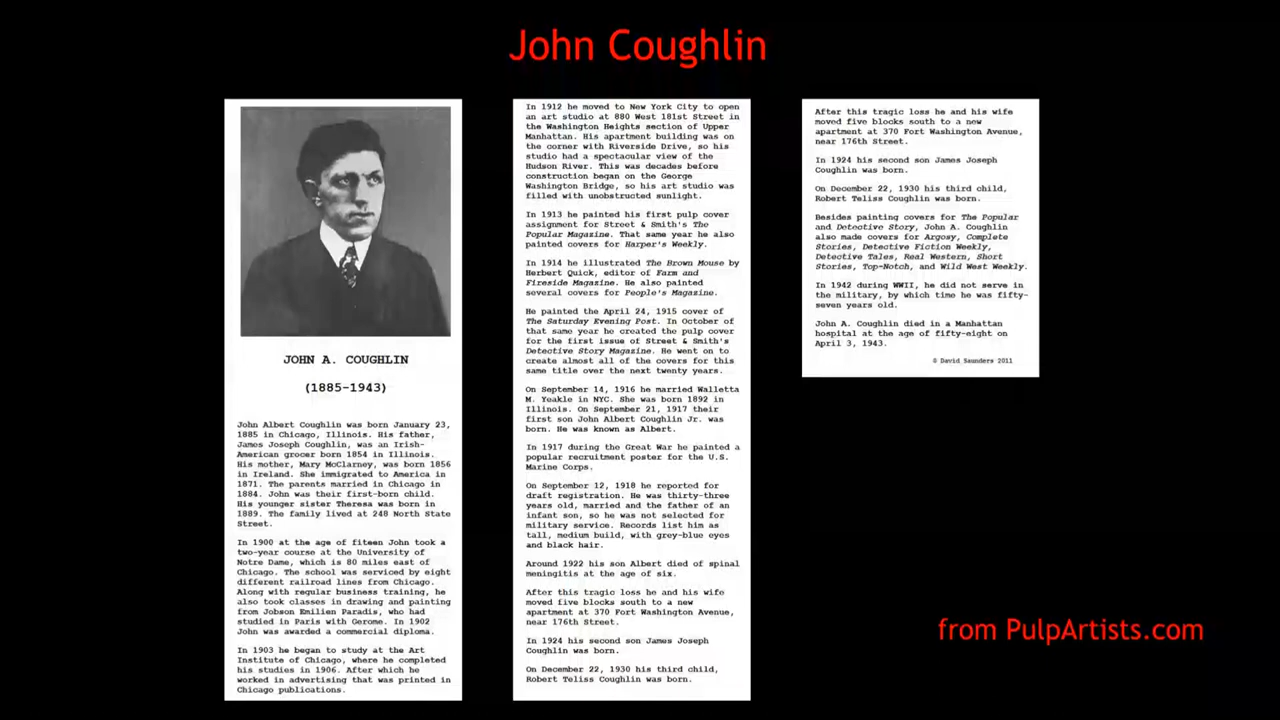 John Coughlin
JOHN A. COUGHLIN
(1885-1943)
John Albert Coughlin was born January 23,
1885 in Chicago, Illinois. His father,
James Joseph Coughlin, was an Irish-
American grocer born 1854 in Illinois.
His mother, Mary McClarney, was born 1856
in Ireland. She immigrated to America in
1871. The parents married in Chicago in
1884. John was their first-born child.
His younger sister Theresa was born in
1889. The family lived at 248 North State
Street.
In 1900 at the age of fiteen John took a
two-year course at the University of
Notre Dame, which is 80 miles east of
Chicago. The school was serviced by eight
different railroad lines from Chicago.
Along with regular business training, he
also took classes in drawing and painting
from Jobson Emilien Paradis, who had
studied in Paris with Gerome. In 1902
John was awarded a commercial diploma.
In 1903 he began to study at the Art
Institute of Chicago, where he completed
his studies in 1906. After which he
worked in advertising that was printed in
Chicago publications.
In 1912 he moved to New York City to open
an art studio at 880 West 181st Street in
the Washington Heights section of Upper
Manhattan. His apartment building was on
the corner with Riverside Drive, so his
studio had a spectacular view of the
Hudson River. This was decades before
construction began on the George
Washington Bridge, so his art studio was
filled with unobstructed sunlight.
In 1913 he painted his first pulp cover
assignment for Street & Smith's The
Popular Magazine. That same year he also
painted covers for Harper's Weekly.
In 1914 he illustrated The Brown Mouse by
Herbert Quick, editor of Farm and
Fireside Magazine. He also painted
several covers for People's Magazine.
He painted the April 24, 1915 cover of
The Saturday Evening Post. In October of
that same year he created the pulp cover
for the first issue of Street & Smith's
Detective Story Magazine. He went on to
create almost all of the covers for this
same title over the next twenty years.
On September 14, 1916 he married Walletta
M. Yeakle in NYC. She was born 1892 in
Illinois. On September 21, 1917 their
first son John Albert Coughlin Jr. was
born. He was known as Albert.
In 1917 during the Great War he painted a
popular recruitment poster for the U.S.
Marine Corps.
On September 12, 1918 he reported for
draft registration. He was thirty-three
years old, married and the father of an
infant son, so he was not selected for
military service. Records list him as
tall, medium build, with grey-blue eyes
and black hair.
Around 1922 his son Albert died of spinal
meningitis at the age of six.
After this tragic loss he and his wife
moved five blocks south to a new
apartment at 370 Fort Washington Avenue,
near 176th Street.
In 1924 his second son James Joseph
Coughlin was born.
On December 22, 1930 his third child,
Robert Teliss Coughlin was born.
After this tragic loss he and his wife
moved five blocks south to a new
apartment at 370 Fort Washington Avenue,
near 176th Street.
In 1924 his second son James Joseph
Coughlin was born.
On December 22, 1930 his third child,
Robert Teliss Coughlin was born.
Besides painting covers for The Popular
and Detective Story, John A. Coughlin
also made covers for Argosy, Complete
Stories, Detective Fiction Weekly,
Detective Tales, Real Western, Short
Stories, Top-Notch, and Wild West Weekly.
In 1942 during WWII, he did not serve in
the military, by which time he was fifty-
seven years old.
John A. Coughlin died in a Manhattan
hospital at the age of fifty-eight on
April 3, 1943.
© David Saunders 2011
from PulpArtists.com